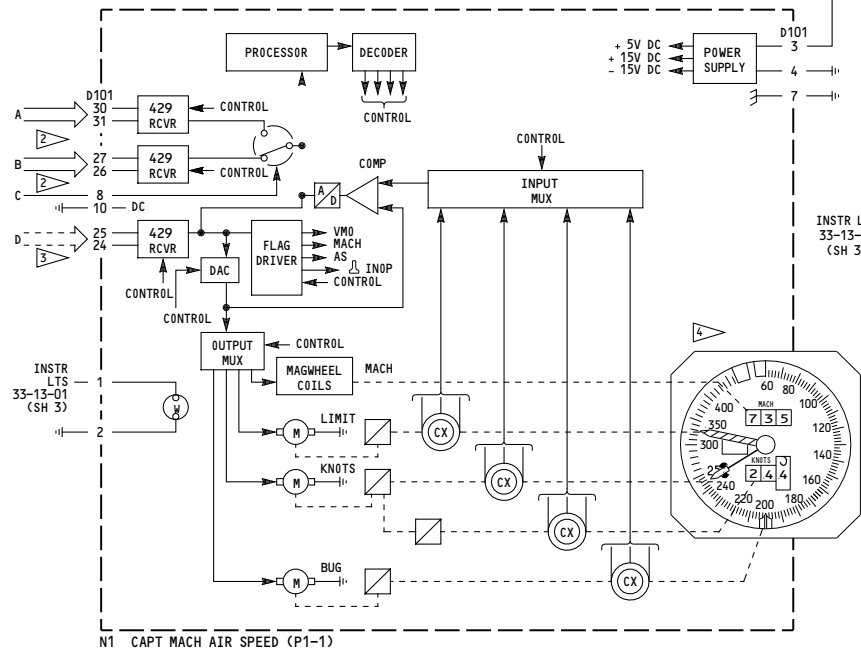 PROCESSOR
DECODER
CONTROL
+ 5V DC
+ 15V DC
- 15V DC
POWER
SUPPLY
D101
3
4
7
D101
A
30
31
429
RCVR
CONTROL
2
B
27
26
429
RCVR
CONTROL
2
C
8
10
DC
D
25
24
429
RCVR
3
CONTROL
DAC
CONTROL
FLAG
DRIVER
VMO
MACH
AS
INOP
CONTROL
A
D
COMP
CONTROL
INPUT
MUX
INSTR L
33-13-
(SH 3
OUTPUT
MUX
CONTROL
MAGWHEEL
COILS
MACH
INSTR
LTS
33-13-01
(SH 3)
1
2
W
M
LIMIT
CX
M
KNOTS
CX
CX
M
BUG
CX
4
60
80
100
120
140
160
180
200
220
240
25
300
350
400
MACH
7 3 5
KNOTS
2 4 4
N1 CAPT MACH AIR SPEED (P1-1)